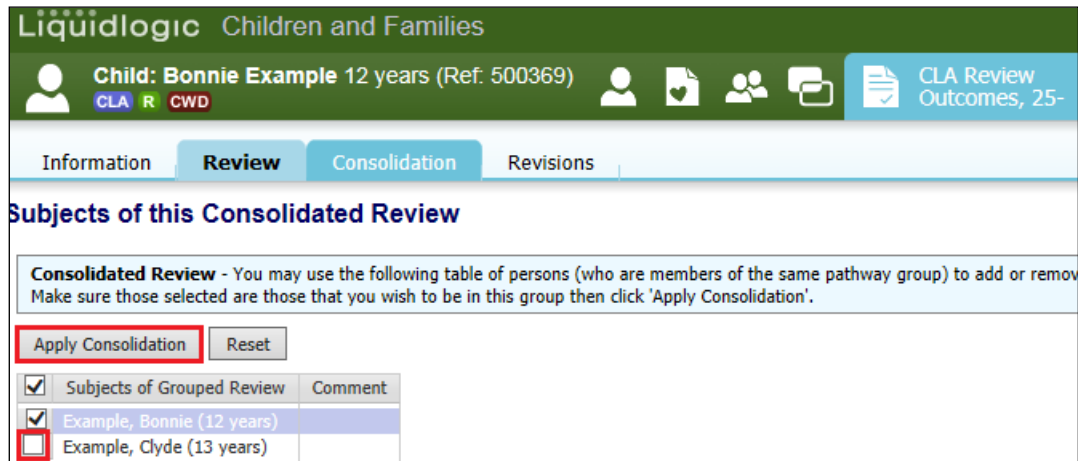 Liquidlogic Children and Families
Child: Bonnie Example 12 years (Ref: 500369)
CLA R CWD
CLA Review
Outcomes, 25-
Information Review Consolidation Revisions
Subjects of this Consolidated Review
Consolidated Review - You may use the following table of persons (who are members of the same pathway group) to add or remov
Make sure those selected are those that you wish to be in this group then click 'Apply Consolidation'.
Apply Consolidation Reset
Subjects of Grouped Review Comment
Example, Bonnie (12 years)
Example, Clyde (13 years)